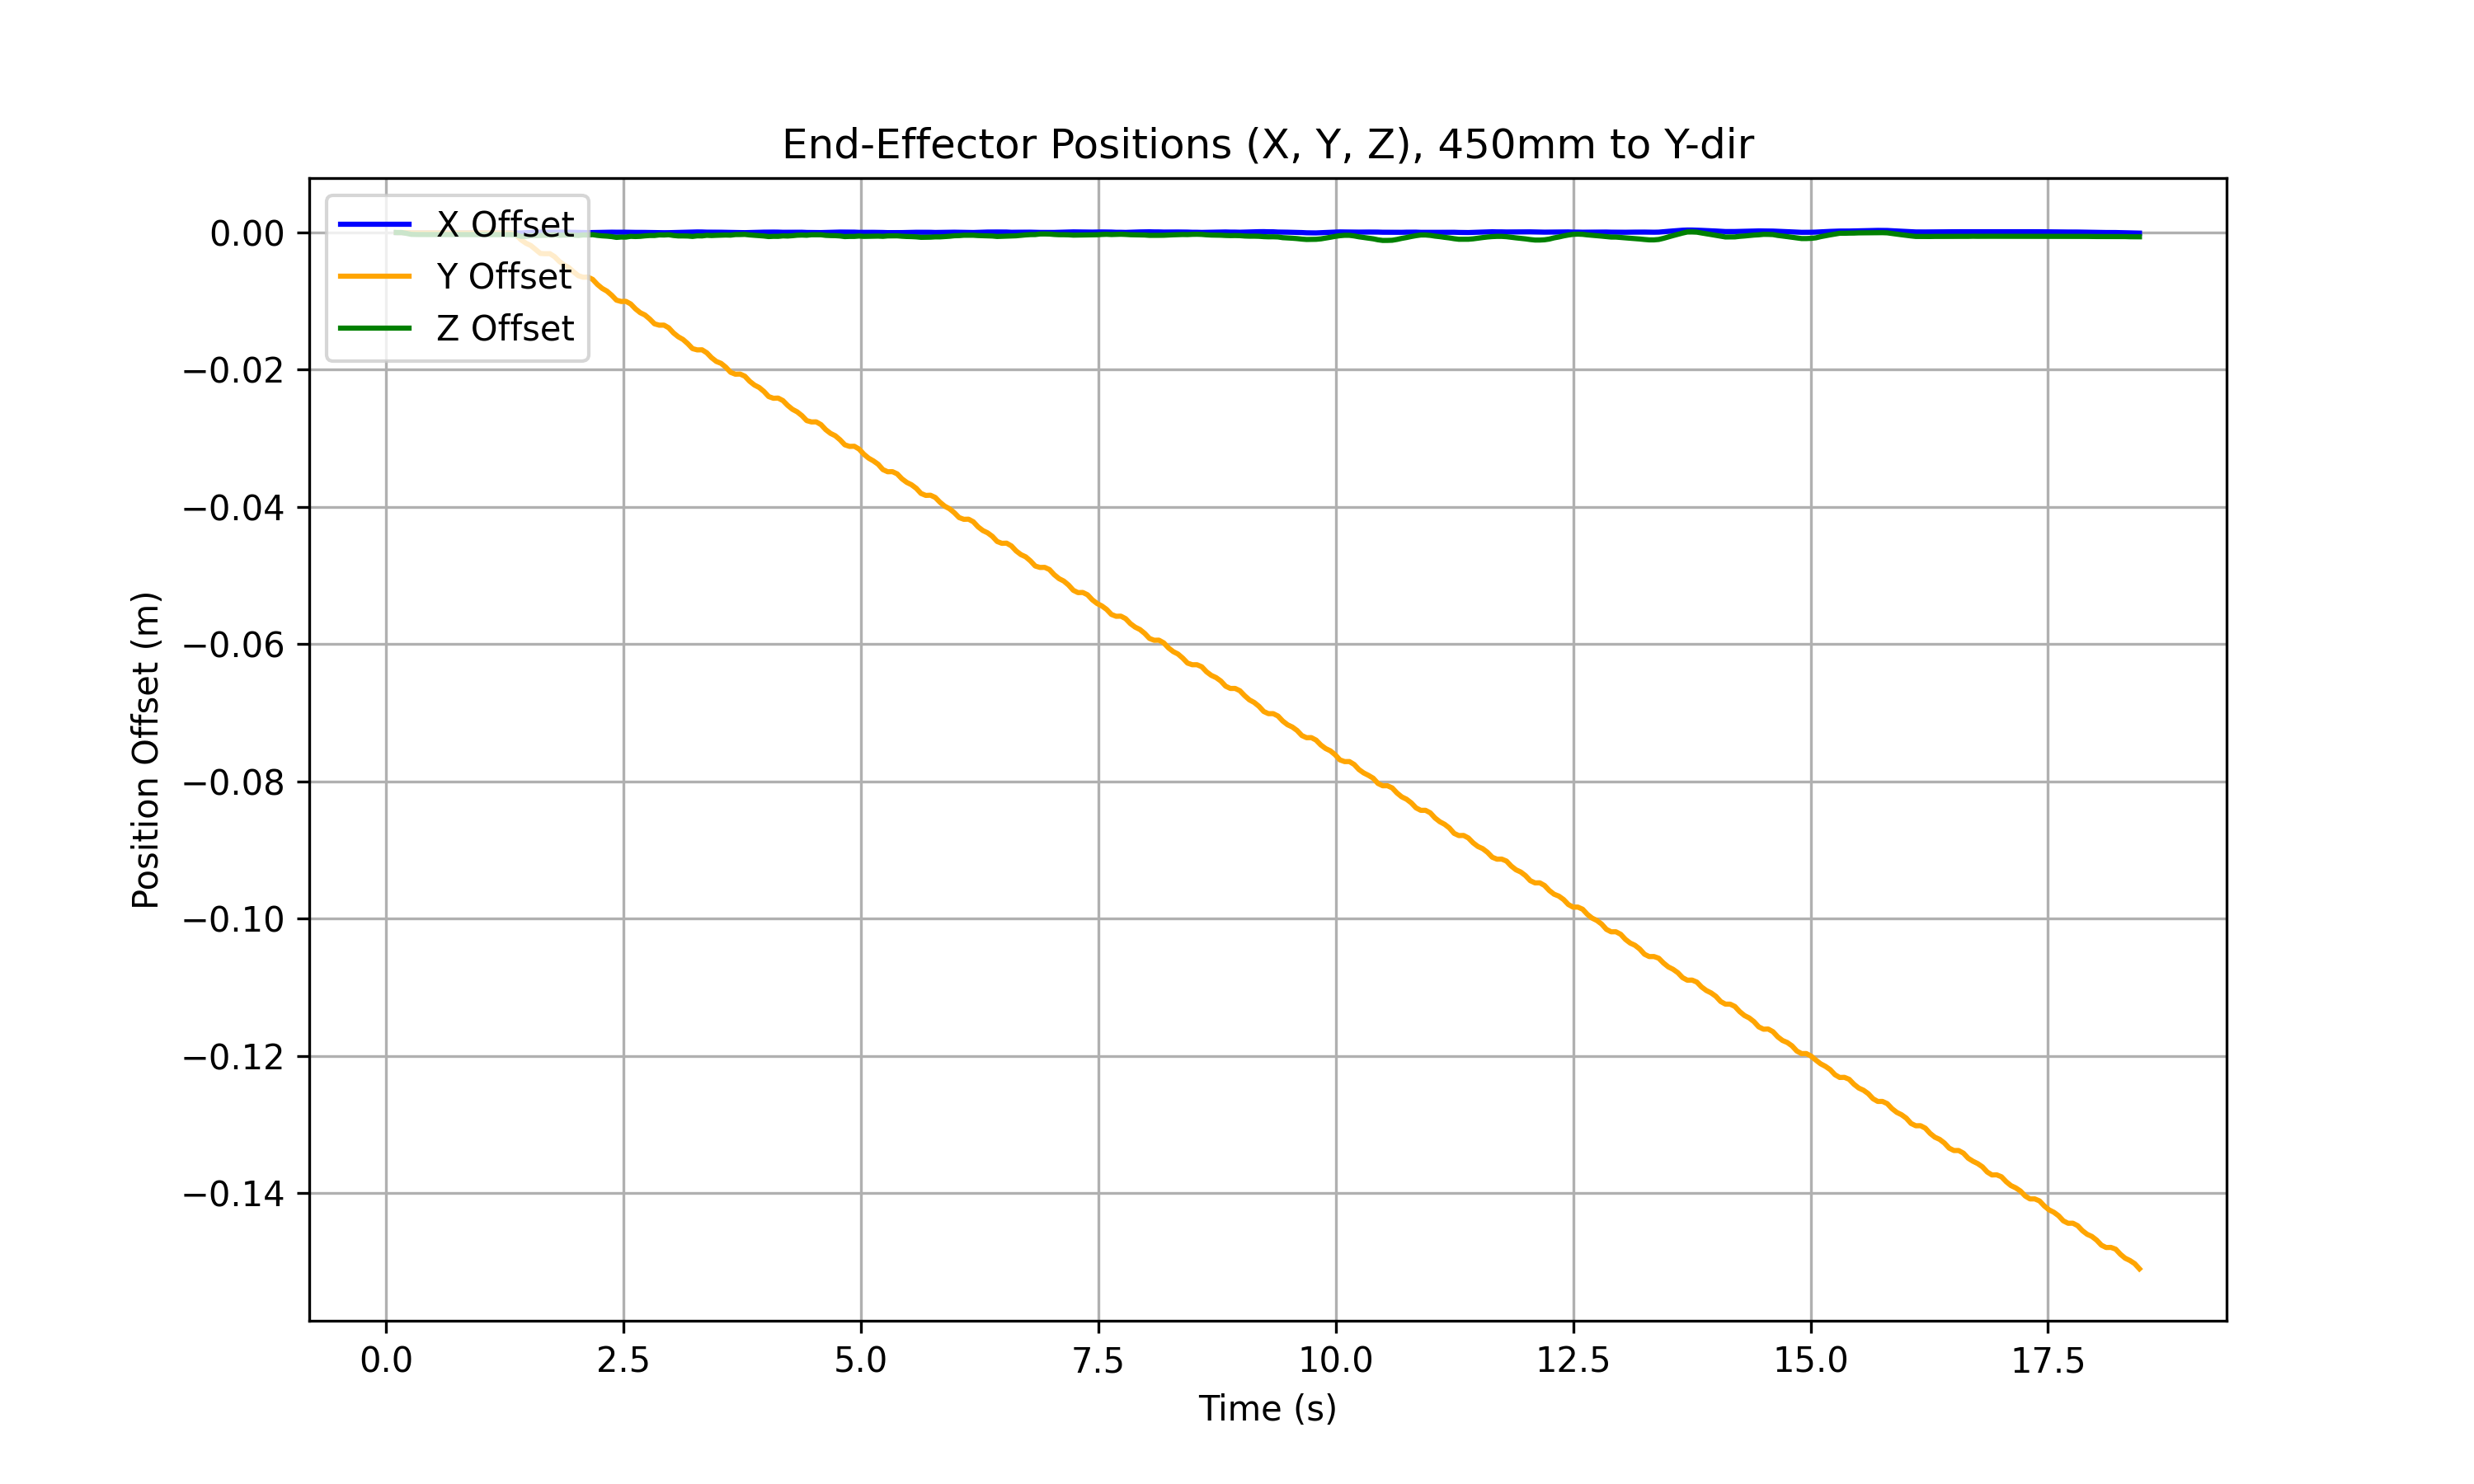 End-Effector Positions (X, Y, Z), 450mm to Y-dir
X Offset
Y Offset
Z Offset
Position Offset (m)
0.00
−0.02
−0.04
−0.06
−0.08
−0.10
−0.12
−0.14
0.0 2.5 5.0 7.5 10.0 12.5 15.0 17.5
Time (s)